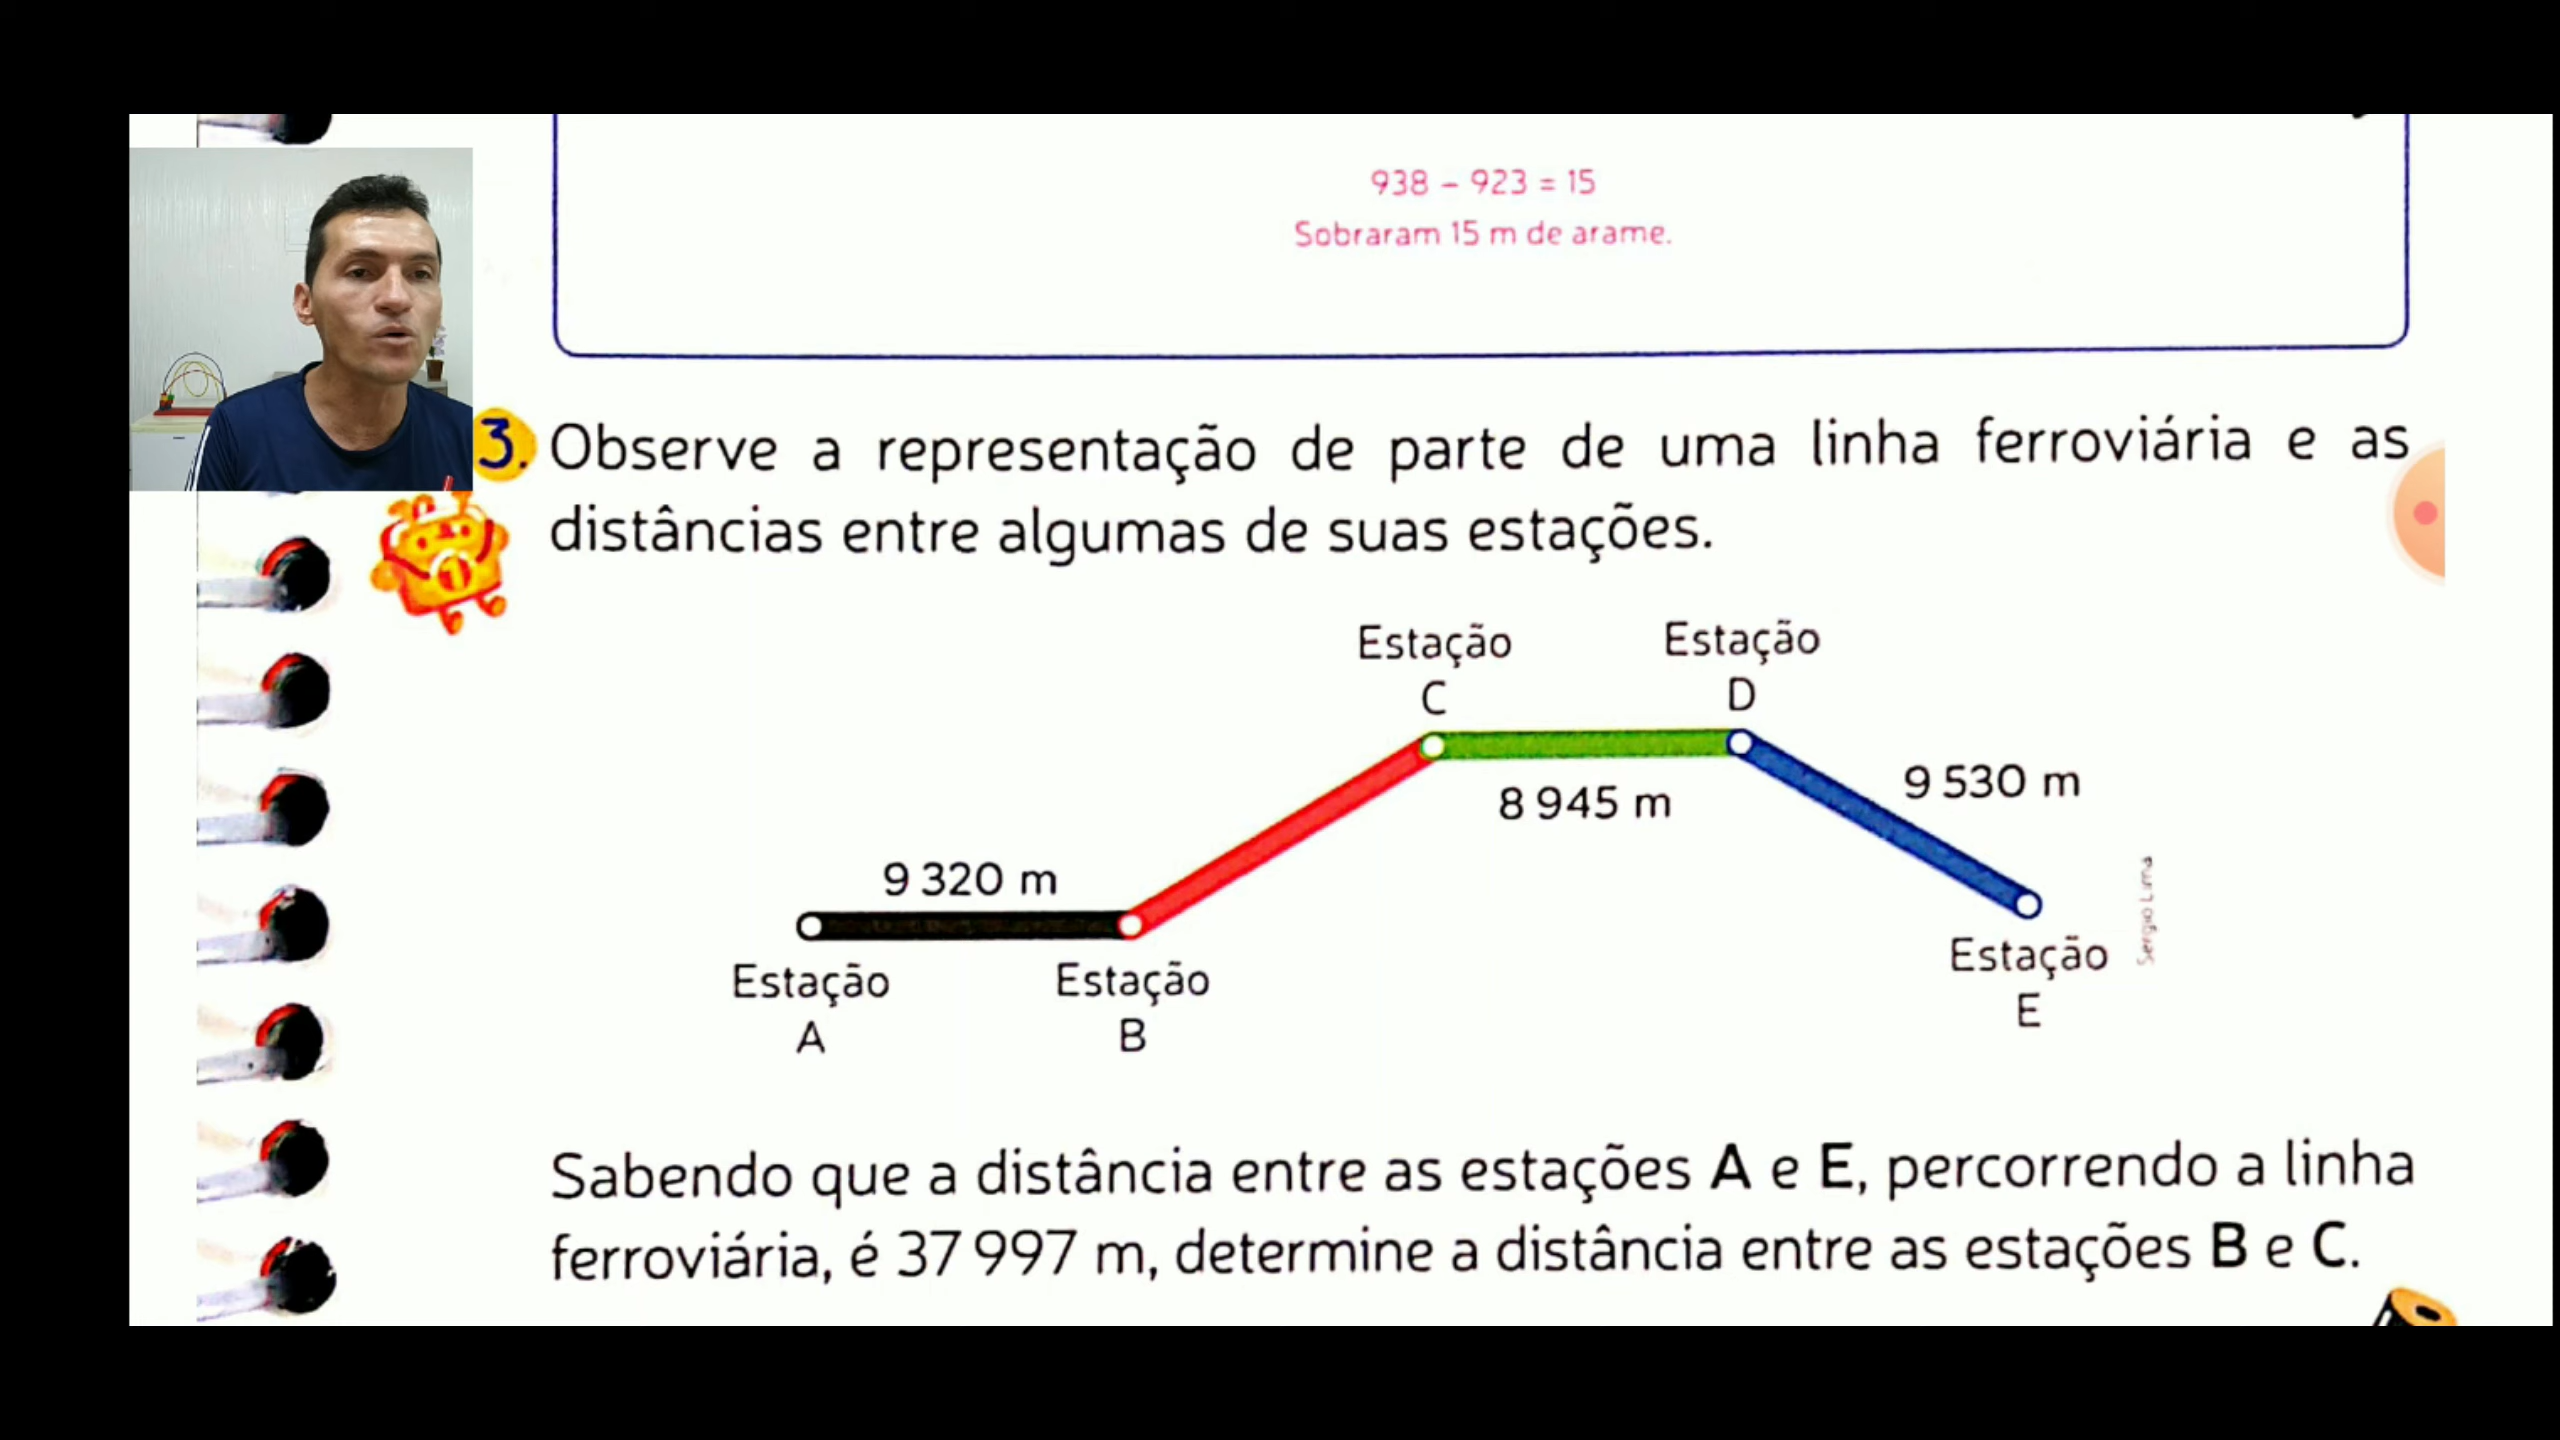 938 – 923 = 15
Sobraram 15 m de arame.
3. Observe a representação de parte de uma linha ferroviária e as
distâncias entre algumas de suas estações.
Estação
C
Estação
D
9 530 m
8 945 m
9 320 m
Estação
A
Estação
B
Estação
E
Sergio Lima
Sabendo que a distância entre as estações A e E, percorrendo a linha
ferroviária, é 37 997 m, determine a distância entre as estações B e C.